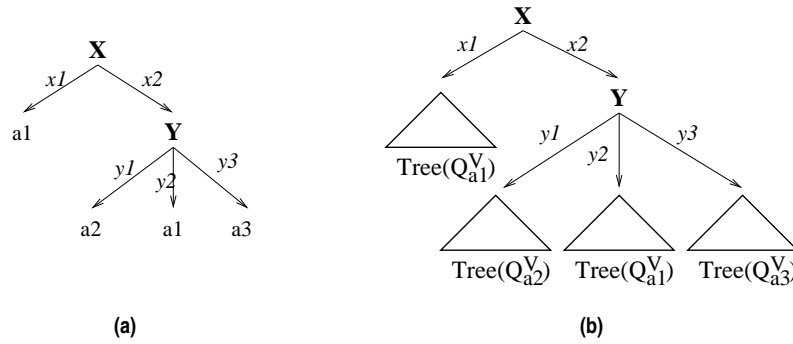 X
x1 x2
a1
Y
y1 y2 y3
a2 a1 a3
(a)
X
x1 x2
Tree(Q^V_a1)
Y
y1 y2 y3
Tree(Q^V_a2) Tree(Q^V_a1) Tree(Q^V_a3)
(b)